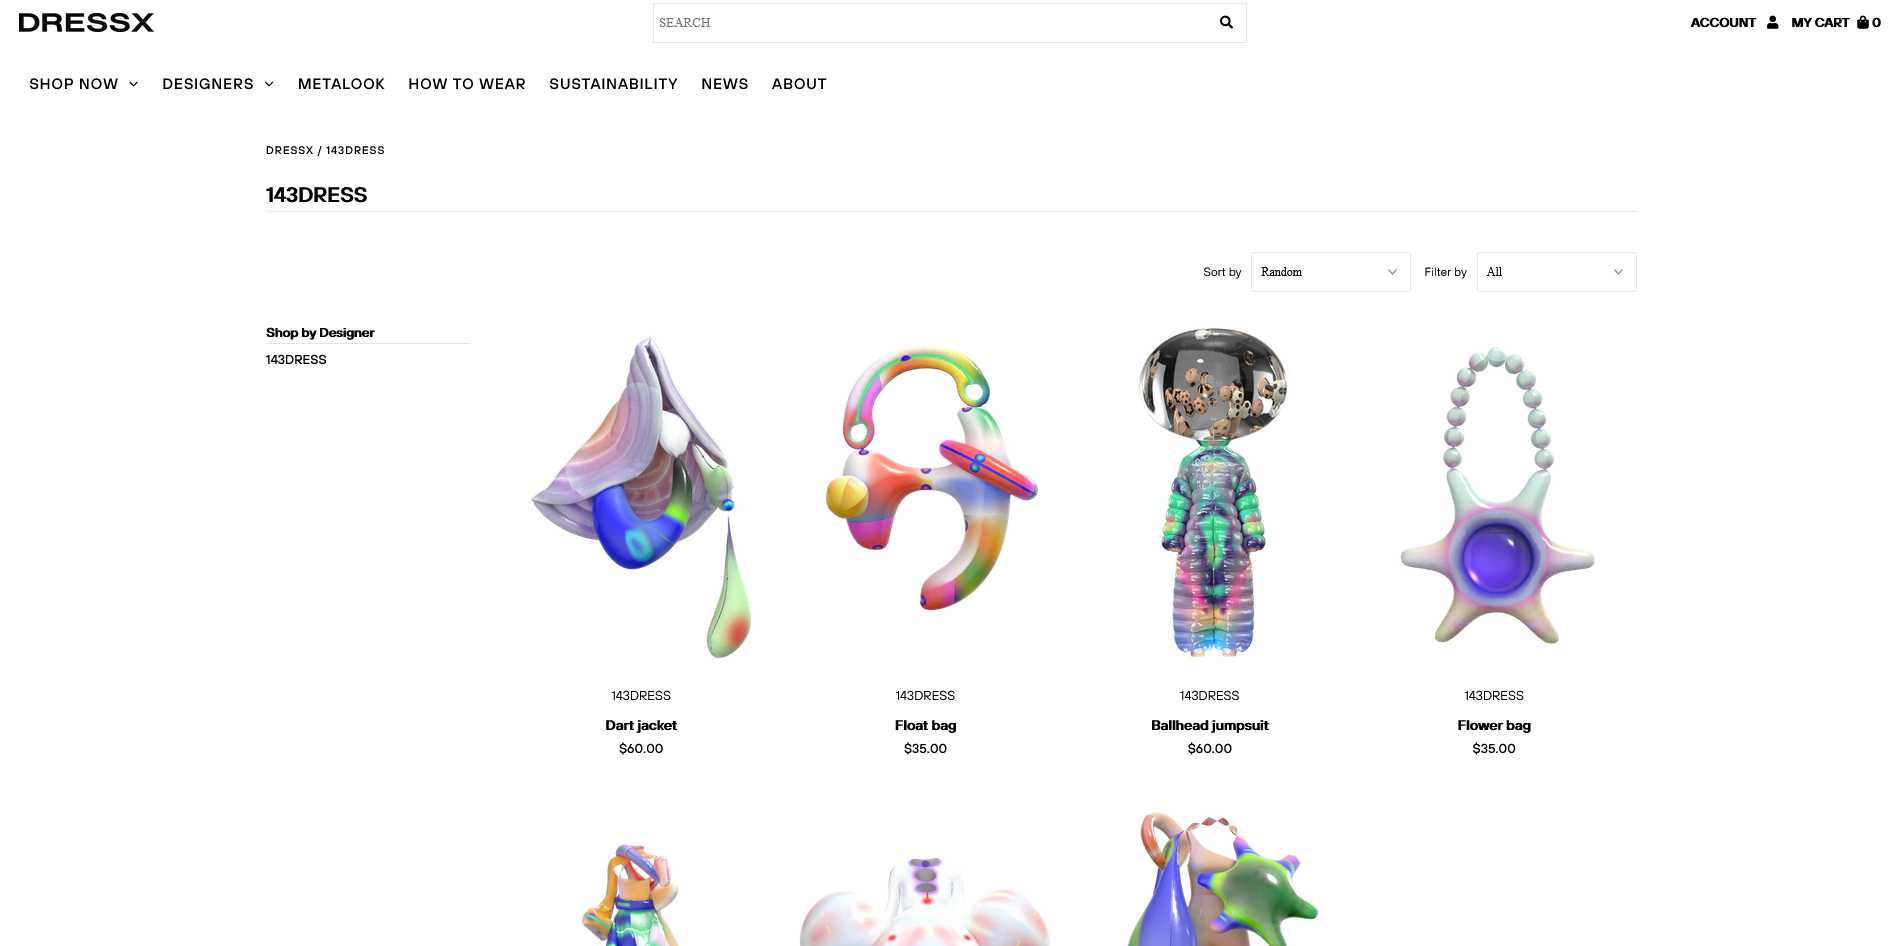 DRESSX
SEARCH
ACCOUNT MY CART 0
SHOP NOW DESIGNERS METALOOK HOW TO WEAR SUSTAINABILITY NEWS ABOUT
DRESSX / 143DRESS
143DRESS
Sort by Random Filter by All
Shop by Designer
143DRESS
143DRESS
Dart jacket
$60.00
143DRESS
Float bag
$35.00
143DRESS
Ballhead jumpsuit
$60.00
143DRESS
Flower bag
$35.00